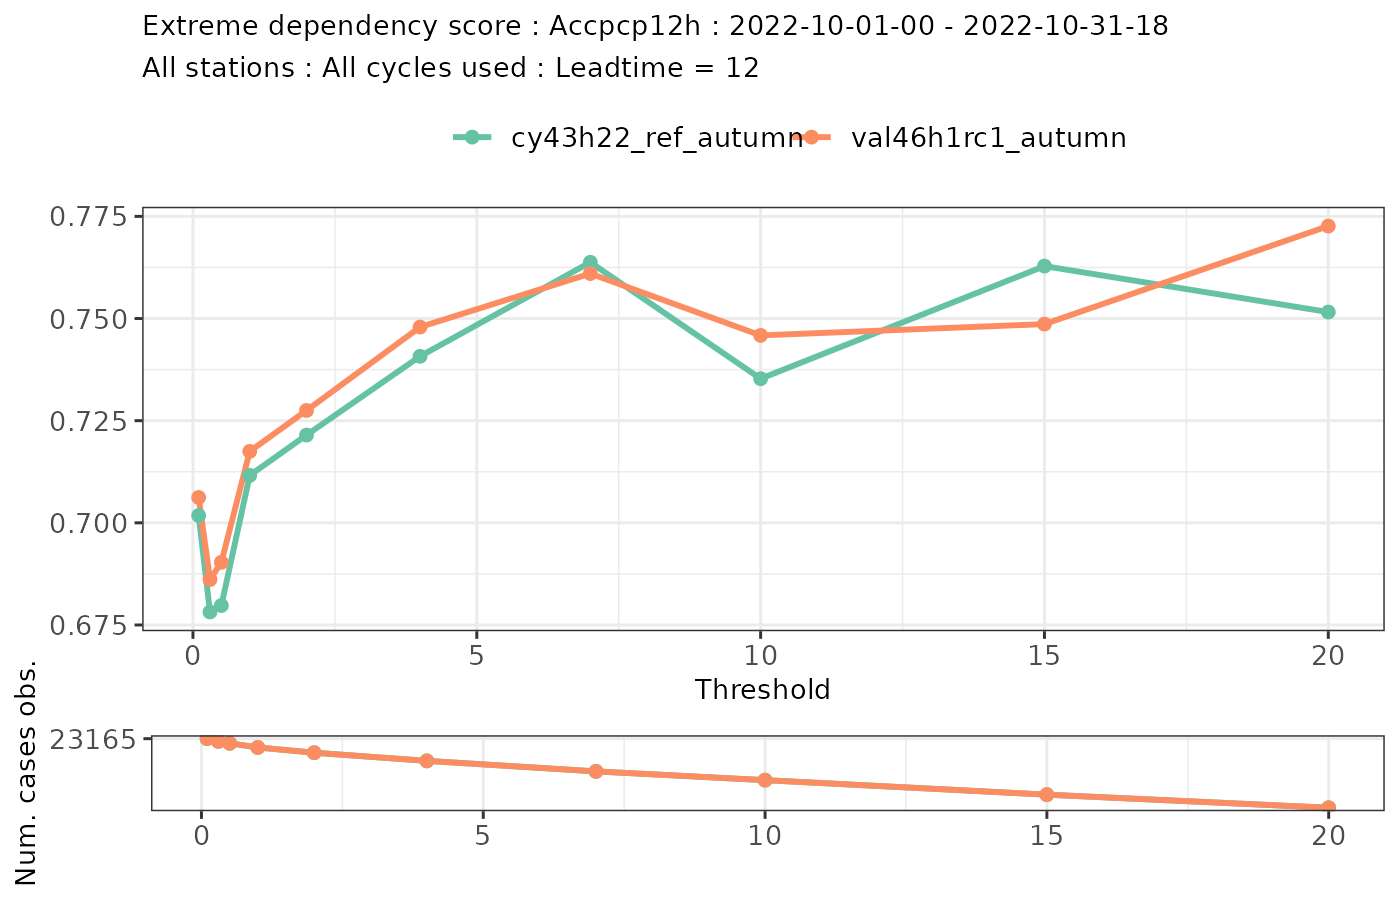 Extreme dependency score : Accpcp12h : 2022-10-01-00 - 2022-10-31-18
All stations : All cycles used : Leadtime = 12
cy43h22_ref_autumn val46h1rc1_autumn
0.775
0.750
0.725
0.700
0.675
0 5 10 15 20
Threshold
Num. cases obs.
23165
0 5 10 15 20